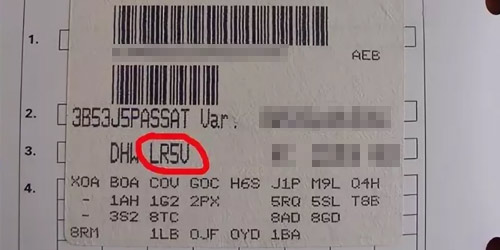 1.
AEB
2. 3B53J5PASSAT Var.
3. DHW LR5V
4. XOA BOA COV GOC H6S J1P M9L Q4H
- 1AH 1G2 2PX 5RQ 5SL T8B
- 3S2 8TC 8AD 8GD
8RM 1LB OJF OYD 1BA